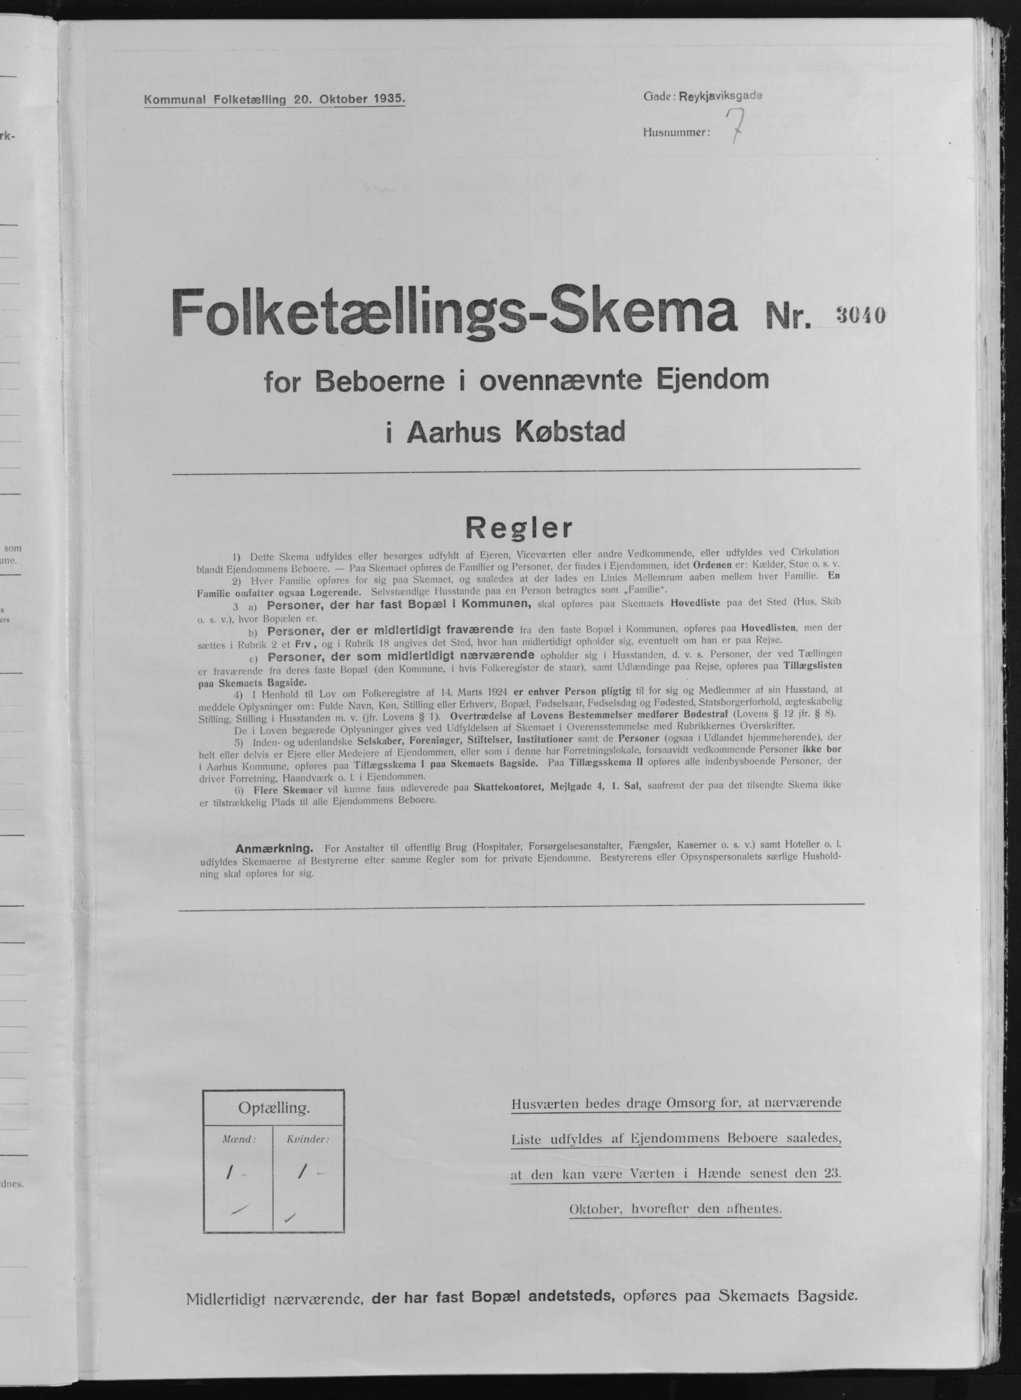 Kommunal Folketælling 20. Oktober 1935.
Gade: Reykjaviksgade
Husnummer: 7
Folketællings-Skema Nr. 3040
for Beboerne i ovennævnte Ejendom
i Aarhus Købstad
Regler
1) Dette Skema udfyldes eller besørges udfyldt af Ejeren, Viceværten eller andre Vedkommende, eller udfyldes ved Cirkulation
blandt Ejendommens Beboere. — Paa Skemaet opføres de Familier og Personer, der findes i Ejendommen, idet Ordenen er: Kælder, Stue o. s. v.
2) Hver Familie opføres for sig paa Skemaet, og saaledes at der lades en Linies Mellemrum aaben mellem hver Familie. En
Familie omfatter ogsaa Logerende. Selvstændige Husstande paa en Person betragtes som „Familie“.
3 a) Personer, der har fast Bopæl i Kommunen, skal opføres paa Skemaets Hovedliste paa det Sted (Hus, Skib
o. s. v.), hvor Bopælen er.
b) Personer, der er midlertidigt fraværende fra den faste Bopæl i Kommunen, opføres paa Hovedlisten, men der
sættes i Rubrik 2 et Frv, og i Rubrik 18 angives det Sted, hvor han midlertidigt opholder sig, eventuelt om han er paa Rejse.
c) Personer, der som midlertidigt nærværende opholder sig i Husstanden, d. v. s. Personer, der ved Tællingen
er fraværende fra deres faste Bopæl (den Kommune, i hvis Folkeregister de staar), samt Udlændinge paa Rejse, opføres paa Tillægslisten
paa Skemaets Bagside.
4) I Henhold til Lov om Folkeregistre af 14. Marts 1924 er enhver Person pligtig til for sig og Medlemmer af sin Husstand, at
meddele Oplysninger om: Fulde Navn, Køn, Stilling eller Erhverv, Bopæl, Fødselsaar, Fødselsdag og Fødested, Statsborgerforhold, ægteskabelig
Stilling, Stilling i Husstanden m. v. (jfr. Lovens § 1). Overtrædelse af Lovens Bestemmelser medfører Bødestraf (Lovens § 12 jfr. § 8).
De i Loven begærede Oplysninger gives ved Udfyldelsen af Skemaet i Overensstemmelse med Rubrikkernes Overskrifter.
5) Inden- og udenlandske Selskaber, Foreninger, Stiftelser, Institutioner samt de Personer (ogsaa i Udlandet hjemmehørende), der
helt eller delvis er Ejere eller Medejere af Ejendommen, eller som i denne har Forretningslokale, forsaavidt vedkommende Personer ikke bor
i Aarhus Kommune, opføres paa Tillægsskema I paa Skemaets Bagside. Paa Tillægsskema II opføres alle indenbysboende Personer, der
driver Forretning, Haandværk o. l. i Ejendommen.
6) Flere Skemaer vil kunne faas udleverede paa Skattekontoret, Mejlgade 4, 1. Sal, saafremt der paa det tilsendte Skema ikke
er tilstrækkelig Plads til alle Ejendommens Beboere.
Anmærkning. For Anstalter til offentlig Brug (Hospitaler, Forsørgelsesanstalter, Fængsler, Kaserner o. s. v.) samt Hoteller o. l.
udfyldes Skemaerne af Bestyrerne efter samme Regler som for private Ejendomme. Bestyrerens eller Opsynspersonalets særlige Hushold-
ning skal opføres for sig.
Optælling.
Mænd: Kvinder:
1 - 1 -
Husværten bedes drage Omsorg for, at nærværende
Liste udfyldes af Ejendommens Beboere saaledes,
at den kan være Værten i Hænde senest den 23.
Oktober, hvorefter den afhentes.
Midlertidigt nærværende, der har fast Bopæl andetsteds, opføres paa Skemaets Bagside.